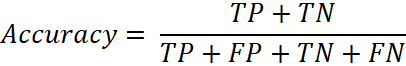 Accuracy = (TP + TN) / (TP + FP + TN + FN)